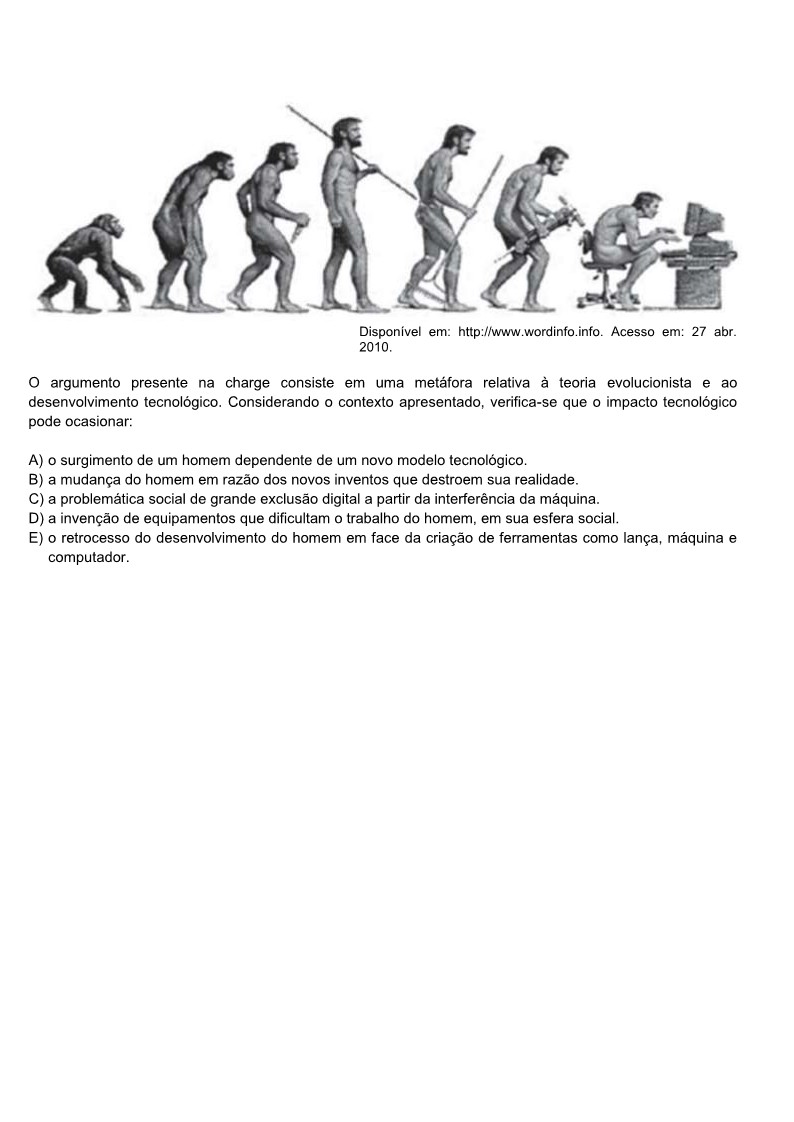 Disponível em: http://www.wordinfo.info. Acesso em: 27 abr.
2010.
O argumento presente na charge consiste em uma metáfora relativa à teoria evolucionista e ao
desenvolvimento tecnológico. Considerando o contexto apresentado, verifica-se que o impacto tecnológico
pode ocasionar:
A) o surgimento de um homem dependente de um novo modelo tecnológico.
B) a mudança do homem em razão dos novos inventos que destroem sua realidade.
C) a problemática social de grande exclusão digital a partir da interferência da máquina.
D) a invenção de equipamentos que dificultam o trabalho do homem, em sua esfera social.
E) o retrocesso do desenvolvimento do homem em face da criação de ferramentas como lança, máquina e
computador.